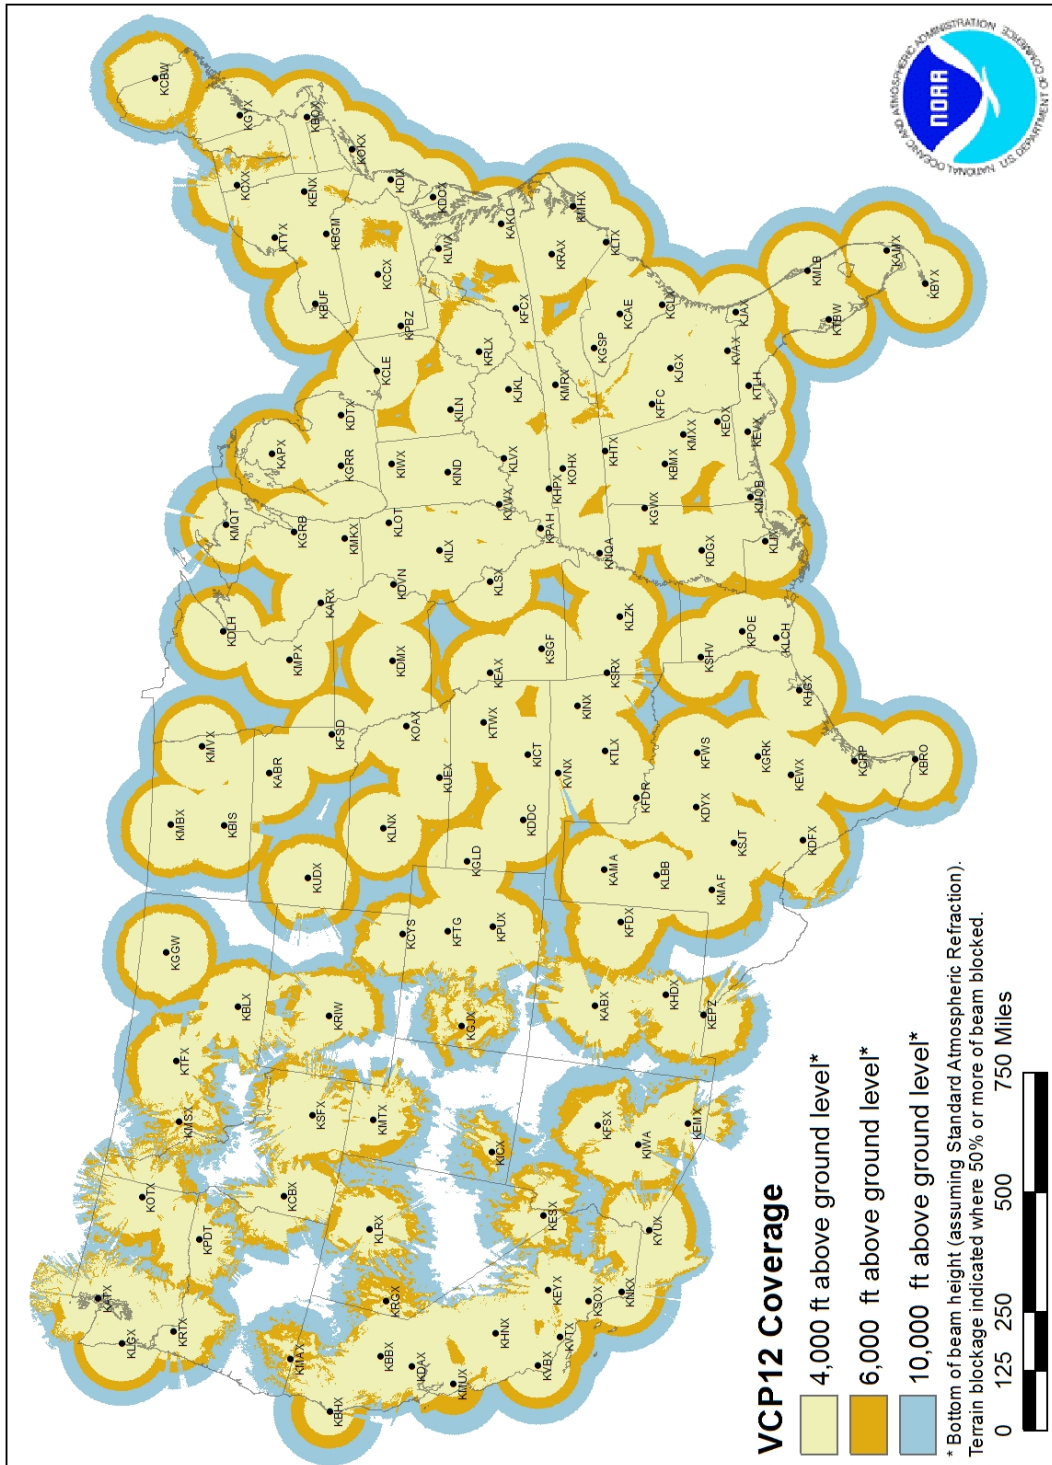 VCP12 Coverage
4,000 ft above ground level*
6,000 ft above ground level*
10,000 ft above ground level*
* Bottom of beam height (assuming Standard Atmospheric Refraction).
Terrain blockage indicated where 50% or more of beam blocked.
0 125 250 500 750 Miles
NATIONAL OCEANIC AND ATMOSPHERIC ADMINISTRATION
U.S. DEPARTMENT OF COMMERCE
NOAA
KLGX
KATX
KRTX
KOTX
KPDT
KMSX
KTFX
KGGW
KBLX
KCBX
KSFX
KRIW
KMAX
KBHX
KRGX
KLRX
KMTX
KBBX
KDAX
KMUX
KHNX
KVBX
KVTX
KEYX
KSOX
KNKX
KYUX
KESX
KICX
KGJX
KFSX
KIWA
KEMX
KABX
KHDX
KEPZ
KCYS
KFTG
KPUX
KMBX
KBIS
KMVX
KABR
KUDX
KFSD
KLNX
KUEX
KOAX
KGLD
KTWX
KDDC
KICT
KVNX
KINX
KTLX
KFDR
KSRX
KAMA
KLBB
KFDX
KMAF
KDYX
KFWS
KSJT
KGRK
KEWX
KDFX
KCRP
KBRO
KHGX
KLCH
KPOE
KSHV
KLZK
KSGF
KEAX
KDMX
KMPX
KDLH
KARX
KDVN
KLSX
KILX
KLOT
KMKX
KGRB
KMQT
KAPX
KGRR
KDTX
KIWX
KIND
KILN
KCLE
KPBZ
KLVX
KVWX
KPAH
KHPX
KOHX
KNQA
KJKL
KRLX
KMRX
KHTX
KGWX
KBMX
KDGX
KLIX
KMOB
KMXX
KEOX
KEVX
KFFC
KJGX
KVAX
KTLH
KJAX
KTBW
KMLB
KAMX
KBYX
KGSP
KCAE
KCLX
KLTX
KRAX
KMHX
KAKQ
KFCX
KLWX
KDOX
KDIX
KCCX
KBUF
KBGM
KTYX
KENX
KCXX
KOKX
KBOX
KGYX
KCBW